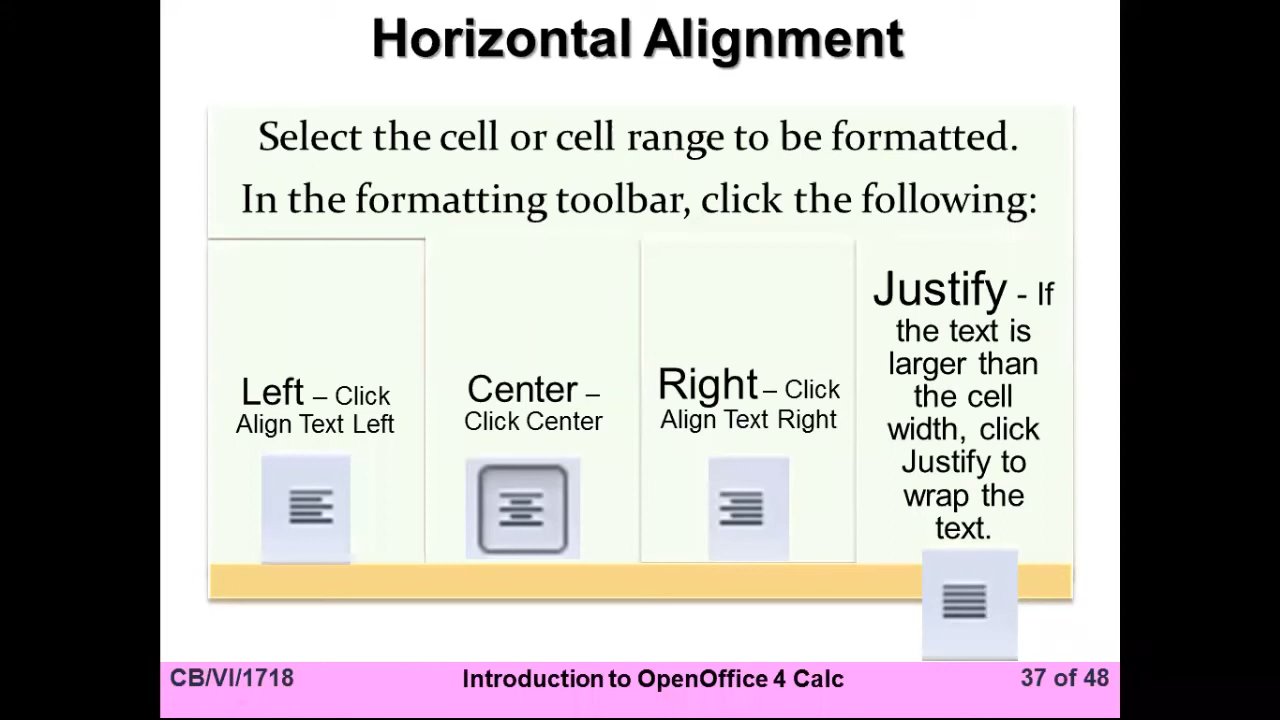 Horizontal Alignment
Select the cell or cell range to be formatted.
In the formatting toolbar, click the following:
Left – Click
Align Text Left
Center –
Click Center
Right – Click
Align Text Right
Justify - If
the text is
larger than
the cell
width, click
Justify to
wrap the
text.
CB/VI/1718
Introduction to OpenOffice 4 Calc
37 of 48